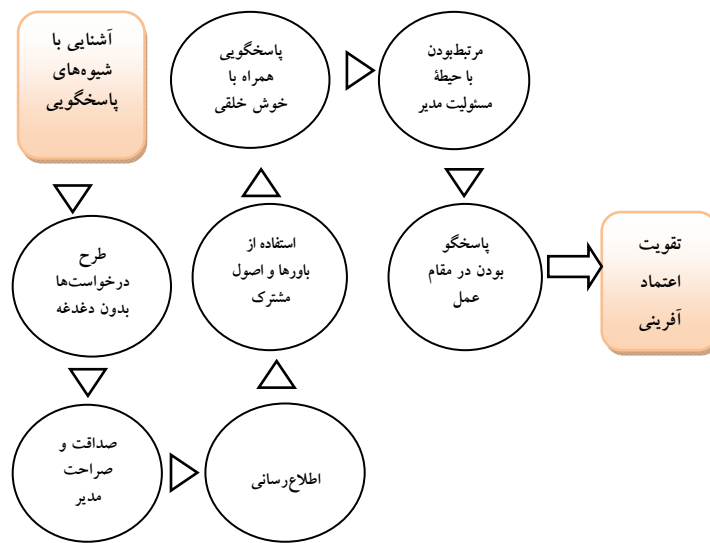 آشنایی با
شیوه‌های
پاسخگویی
طرح
درخواست‌ها
بدون دغدغه
صداقت و
صراحت
مدیر
اطلاع‌رسانی
استفاده از
باورها و اصول
مشترک
پاسخگویی
همراه با
خوش خلقی
مرتبط‌بودن
با حیطۀ
مسئولیت مدیر
پاسخگو
بودن در مقام
عمل
تقویت
اعتماد
آفرینی